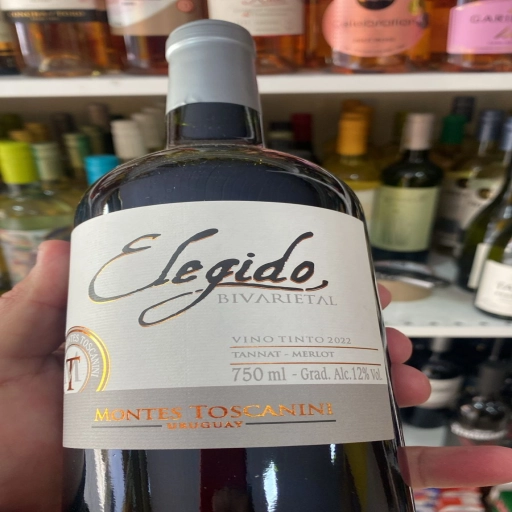 Elegido
BIVARIETAL
VINO TINTO 2022
TANNAT - MERLOT
750 ml - Grad. Alc. 12% Vol.
MONTES TOSCANINI
URUGUAY